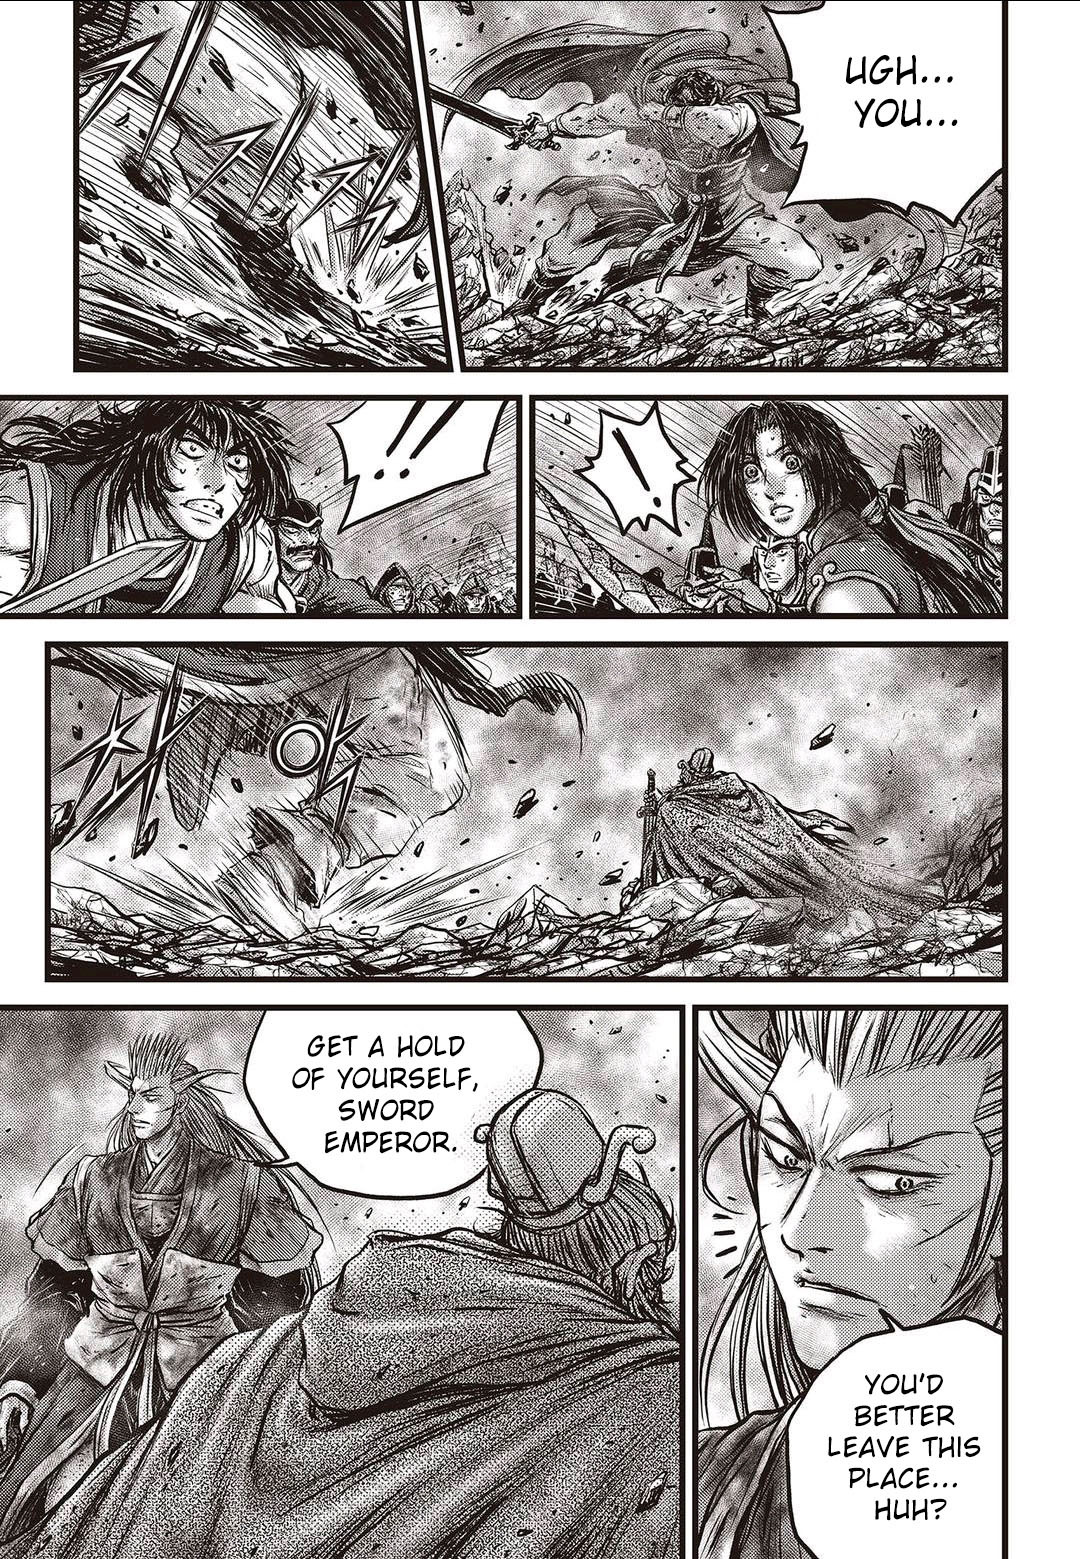 UGH...
YOU...
!
!!
YOU'D
BETTER
LEAVE THIS
PLACE...
HUH?
GET A HOLD
OF YOURSELF,
SWORD
EMPEROR.